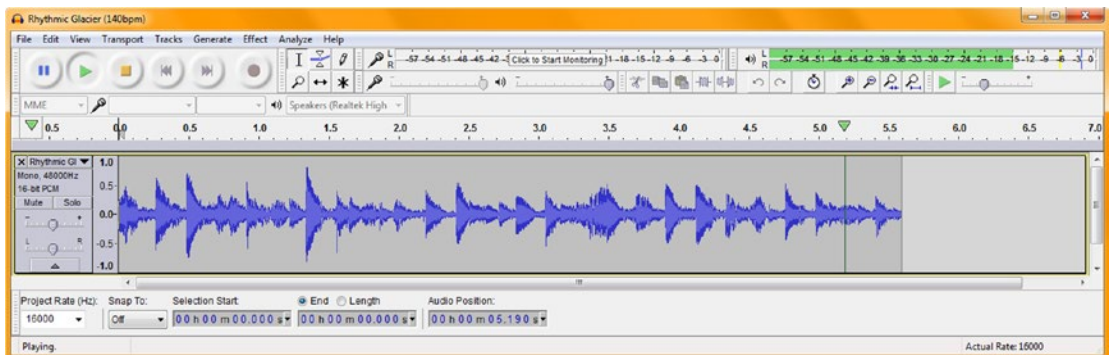 Rhythmic Glacier (140bpm)
File Edit View Transport Tracks Generate Effect Analyze Help
L R -57 -54 -51 -48 -45 -42 - Click to Start Monitoring 1 -18 -15 -12 -9 -6 -3 0 L R -57 -54 -51 -48 -45 -42 -39 -36 -33 -30 -27 -24 -21 -18 -15 -12 -9 -6 -3 0
MME Speakers (Realtek High
0.5 0.0 0.5 1.0 1.5 2.0 2.5 3.0 3.5 4.0 4.5 5.0 5.5 6.0 6.5 7.0
X Rhythmic Gl 1.0
Mono, 48000Hz
16-bit PCM 0.5
Mute Solo
- + 0.0
L R -0.5
-1.0
Project Rate (Hz): Snap To: Selection Start: End Length Audio Position:
16000 Off 00 h 00 m 00.000 s 00 h 00 m 00.000 s 00 h 00 m 05.190 s
Playing. Actual Rate: 16000